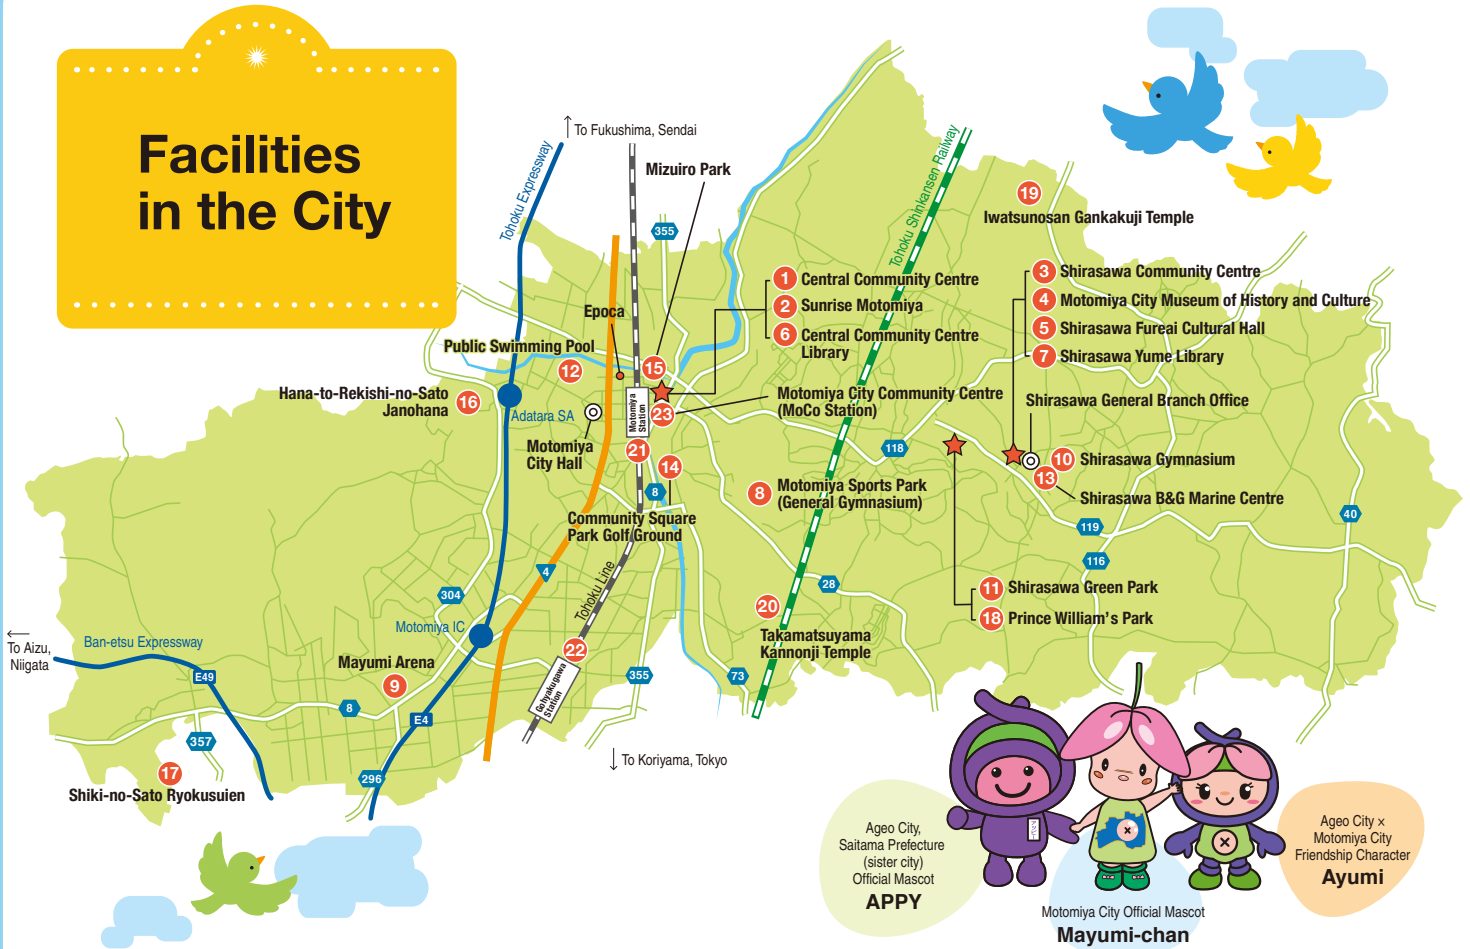 Facilities
in the City
To Fukushima, Sendai
Tohoku Expressway
Mizuiro Park
355
Tohoku Shinkansen Railway
19
Iwatsunosan Gankakuji Temple
1 Central Community Centre
2 Sunrise Motomiya
6 Central Community Centre
Library
3 Shirasawa Community Centre
4 Motomiya City Museum of History and Culture
5 Shirasawa Fureai Cultural Hall
7 Shirasawa Yume Library
Epoca
Public Swimming Pool
12
15
Hana-to-Rekishi-no-Sato
Janohana
16
Adatara SA
Motomiya
Station
23
Motomiya City Community Centre
(MoCo Station)
Shirasawa General Branch Office
Motomiya
City Hall
21
14
118
10 Shirasawa Gymnasium
13
Shirasawa B&G Marine Centre
8
8 Motomiya Sports Park
(General Gymnasium)
Community Square
Park Golf Ground
40
119
116
4
Tohoku Line
28
304
11 Shirasawa Green Park
18 Prince William's Park
20
Takamatsuyama
Kannonji Temple
Motomiya IC
To Aizu,
Niigata
Ban-etsu Expressway
E49
Mayumi Arena
9
22
Gohyakugawa
Station
355
73
8
E4
357
296
17
Shiki-no-Sato Ryokusuien
To Koriyama, Tokyo
Ageo City,
Saitama Prefecture
(sister city)
Official Mascot
APPY
Motomiya City Official Mascot
Mayumi-chan
Ageo City ×
Motomiya City
Friendship Character
Ayumi